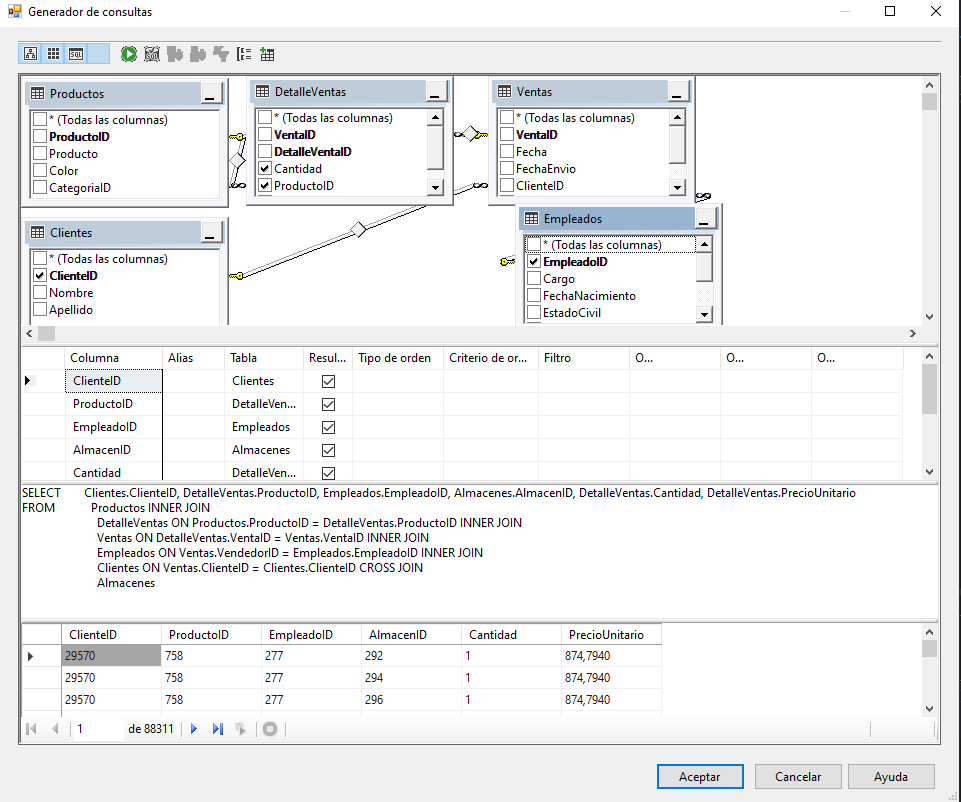 Generador de consultas
Productos
* (Todas las columnas)
ProductoID
Producto
Color
CategoriaID
DetalleVentas
* (Todas las columnas)
VentaID
DetalleVentaID
Cantidad
ProductoID
Ventas
* (Todas las columnas)
VentaID
Fecha
FechaEnvio
ClienteID
Clientes
* (Todas las columnas)
ClienteID
Nombre
Apellido
Empleados
* (Todas las columnas)
EmpleadoID
Cargo
FechaNacimiento
EstadoCivil
Columna Alias Tabla Resul... Tipo de orden Criterio de or... Filtro O... O... O...
ClienteID Clientes
ProductoID DetalleVen...
EmpleadoID Empleados
AlmacenID Almacenes
Cantidad DetalleVen...
SELECT Clientes.ClienteID, DetalleVentas.ProductoID, Empleados.EmpleadoID, Almacenes.AlmacenID, DetalleVentas.Cantidad, DetalleVentas.PrecioUnitario
FROM Productos INNER JOIN
DetalleVentas ON Productos.ProductoID = DetalleVentas.ProductoID INNER JOIN
Ventas ON DetalleVentas.VentaID = Ventas.VentaID INNER JOIN
Empleados ON Ventas.VendedorID = Empleados.EmpleadoID INNER JOIN
Clientes ON Ventas.ClienteID = Clientes.ClienteID CROSS JOIN
Almacenes
ClienteID ProductoID EmpleadoID AlmacenID Cantidad PrecioUnitario
29570 758 277 292 1 874,7940
29570 758 277 294 1 874,7940
29570 758 277 296 1 874,7940
1 de 88311
Aceptar Cancelar Ayuda